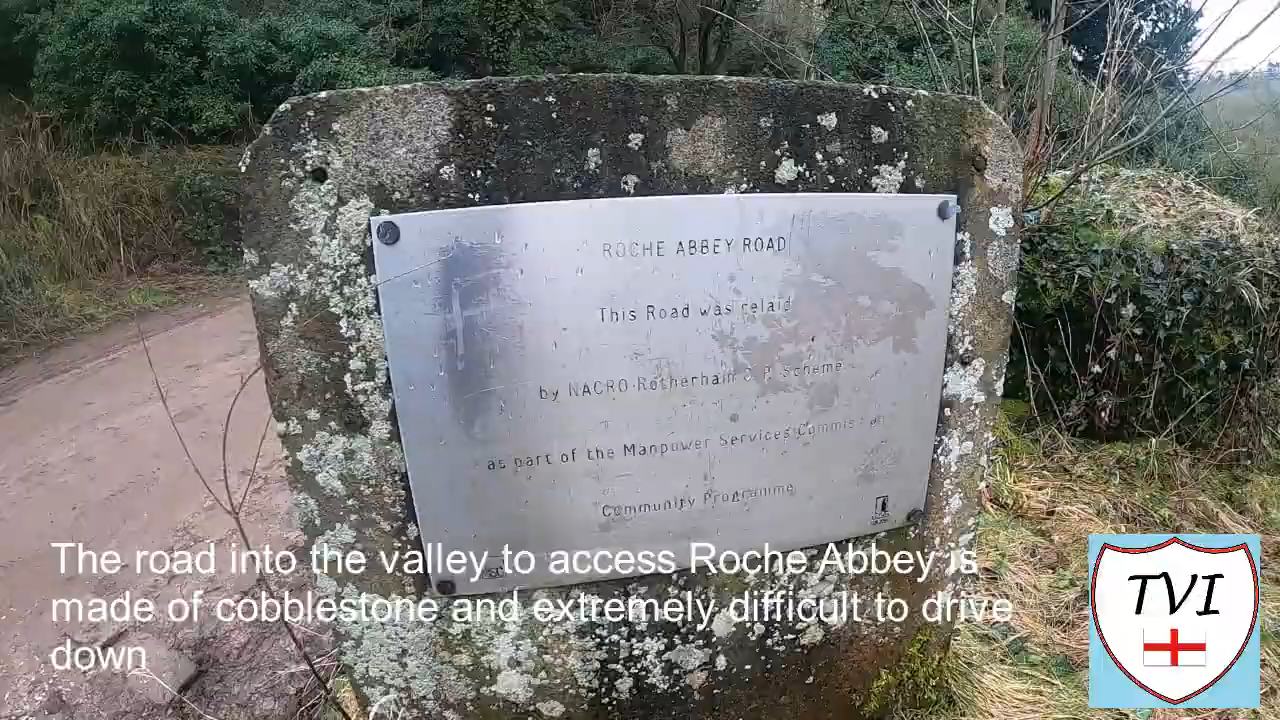 ROCHE ABBEY ROAD
This Road was relaid
by NACRO Rotherham C.P. Scheme
as part of the Manpower Services Commission
Community Programme
The road into the valley to access Roche Abbey is
made of cobblestone and extremely difficult to drive
down
TVI